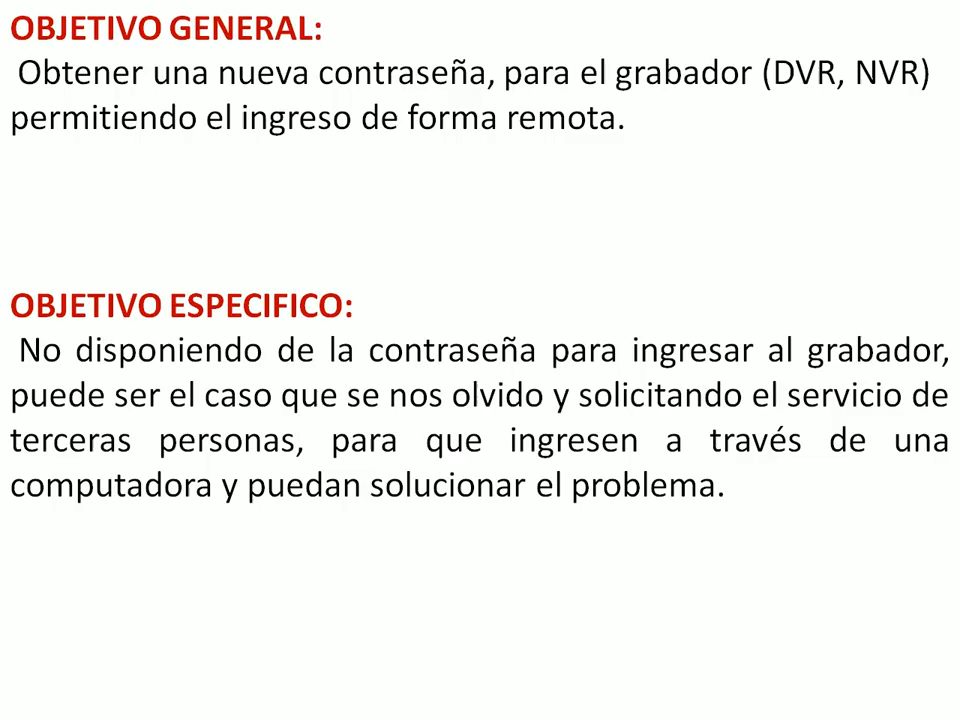 OBJETIVO GENERAL:
Obtener una nueva contraseña, para el grabador (DVR, NVR)
permitiendo el ingreso de forma remota.
OBJETIVO ESPECIFICO:
No disponiendo de la contraseña para ingresar al grabador,
puede ser el caso que se nos olvido y solicitando el servicio de
terceras personas, para que ingresen a través de una
computadora y puedan solucionar el problema.